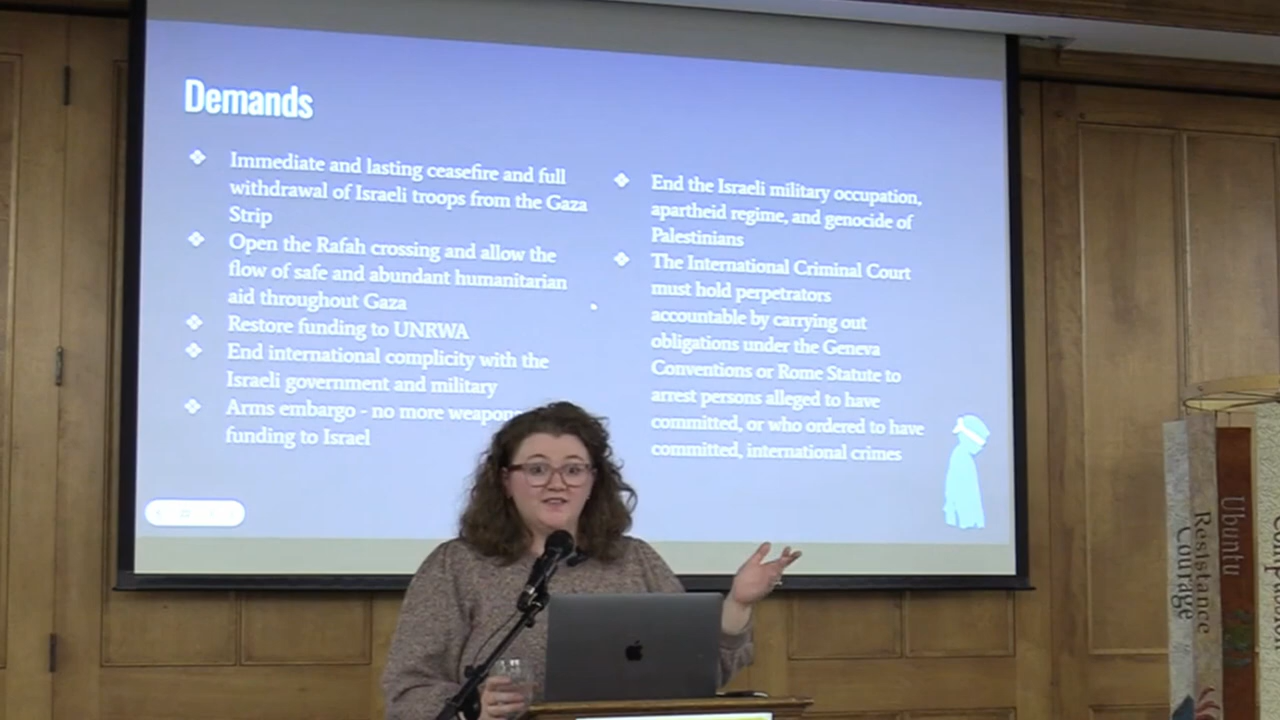 Demands
Immediate and lasting ceasefire and full
withdrawal of Israeli troops from the Gaza
Strip
Open the Rafah crossing and allow the
flow of safe and abundant humanitarian
aid throughout Gaza
Restore funding to UNRWA
End international complicity with the
Israeli government and military
Arms embargo - no more weapons
funding to Israel
End the Israeli military occupation,
apartheid regime, and genocide of
Palestinians
The International Criminal Court
must hold perpetrators
accountable by carrying out
obligations under the Geneva
Conventions or Rome Statute to
arrest persons alleged to have
committed, or who ordered to have
committed, international crimes
Ubuntu
Resistance
Courage